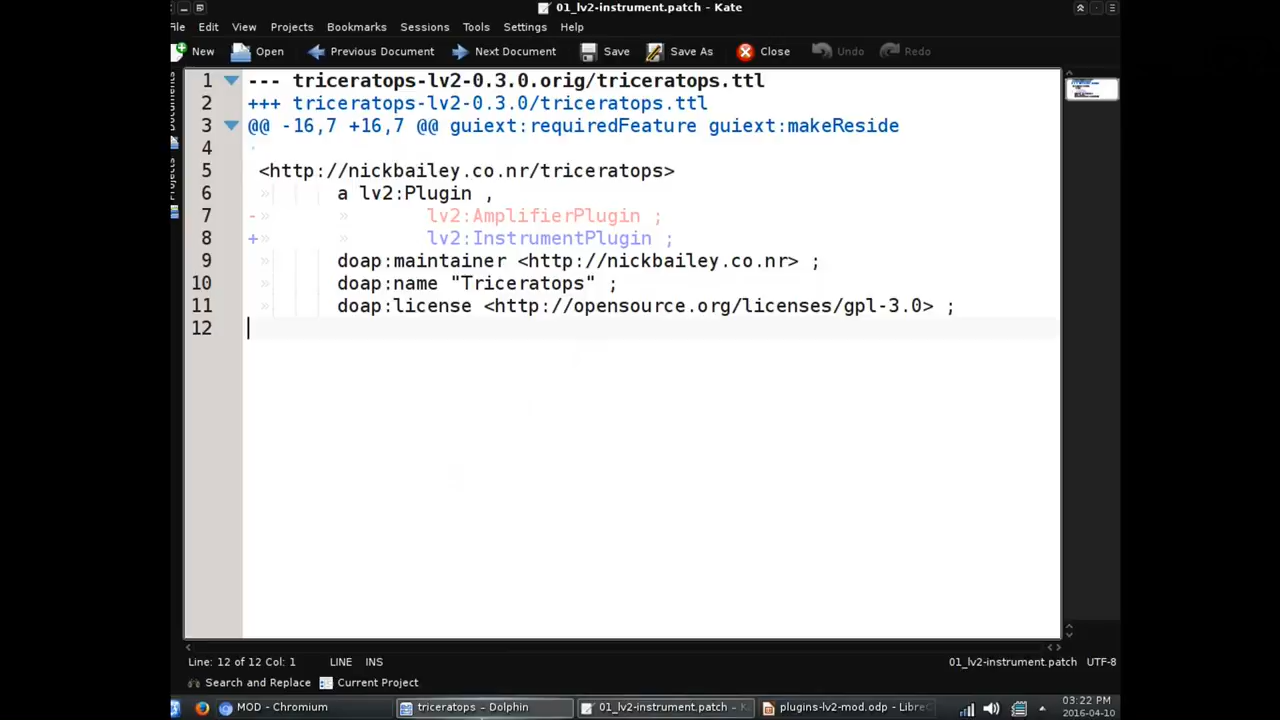 01_lv2-instrument.patch - Kate
File Edit View Projects Bookmarks Sessions Tools Settings Help
New Open Previous Document Next Document Save Save As Close Undo Redo
Documents
Projects
1 --- triceratops-lv2-0.3.0.orig/triceratops.ttl
2 +++ triceratops-lv2-0.3.0/triceratops.ttl
3 @@ -16,7 +16,7 @@ guiext:requiredFeature guiext:makeReside
4
5 <http://nickbailey.co.nr/triceratops>
6 » a lv2:Plugin ,
7 -» » lv2:AmplifierPlugin ;
8 +» » lv2:InstrumentPlugin ;
9 » doap:maintainer <http://nickbailey.co.nr> ;
10 » doap:name "Triceratops" ;
11 » doap:license <http://opensource.org/licenses/gpl-3.0> ;
12
Line: 12 of 12 Col: 1 LINE INS 01_lv2-instrument.patch UTF-8
Search and Replace Current Project
MOD - Chromium triceratops – Dolphin 01_lv2-instrument.patch – K plugins-lv2-mod.odp - LibreC 03:22 PM
2016-04-10